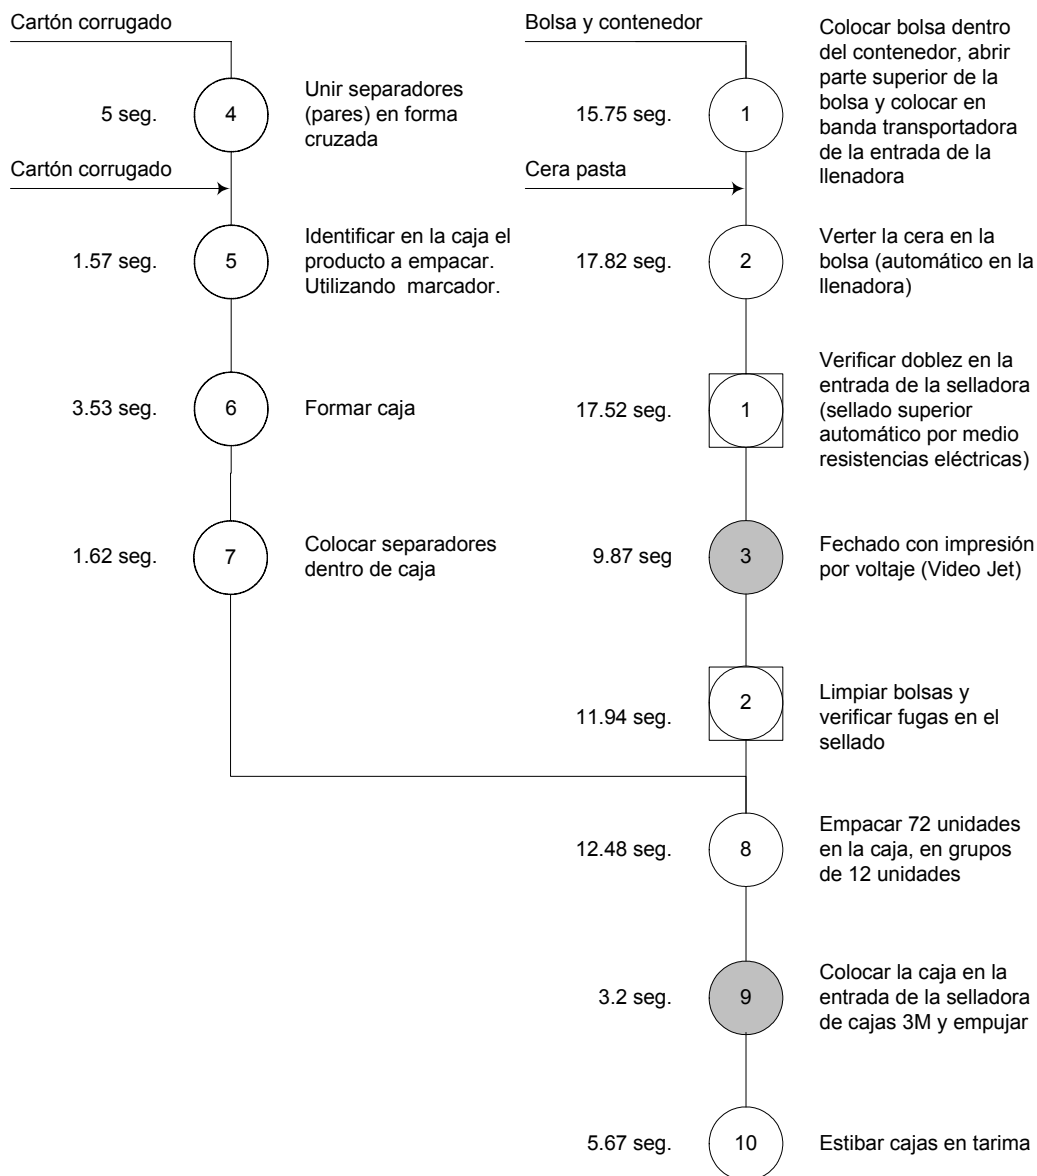 Cartón corrugado
5 seg.
4
Unir separadores
(pares) en forma
cruzada
Cartón corrugado
1.57 seg.
5
Identificar en la caja el
producto a empacar.
Utilizando  marcador.
3.53 seg.
6
Formar caja
1.62 seg.
7
Colocar separadores
dentro de caja
Bolsa y contenedor
15.75 seg.
1
Colocar bolsa dentro
del contenedor, abrir
parte superior de la
bolsa y colocar en
banda transportadora
de la entrada de la
llenadora
Cera pasta
17.82 seg.
2
Verter la cera en la
bolsa (automático en la
llenadora)
17.52 seg.
1
Verificar doblez en la
entrada de la selladora
(sellado superior
automático por medio
resistencias eléctricas)
9.87 seg
3
Fechado con impresión
por voltaje (Video Jet)
11.94 seg.
2
Limpiar bolsas y
verificar fugas en el
sellado
12.48 seg.
8
Empacar 72 unidades
en la caja, en grupos
de 12 unidades
3.2 seg.
9
Colocar la caja en la
entrada de la selladora
de cajas 3M y empujar
5.67 seg.
10
Estibar cajas en tarima